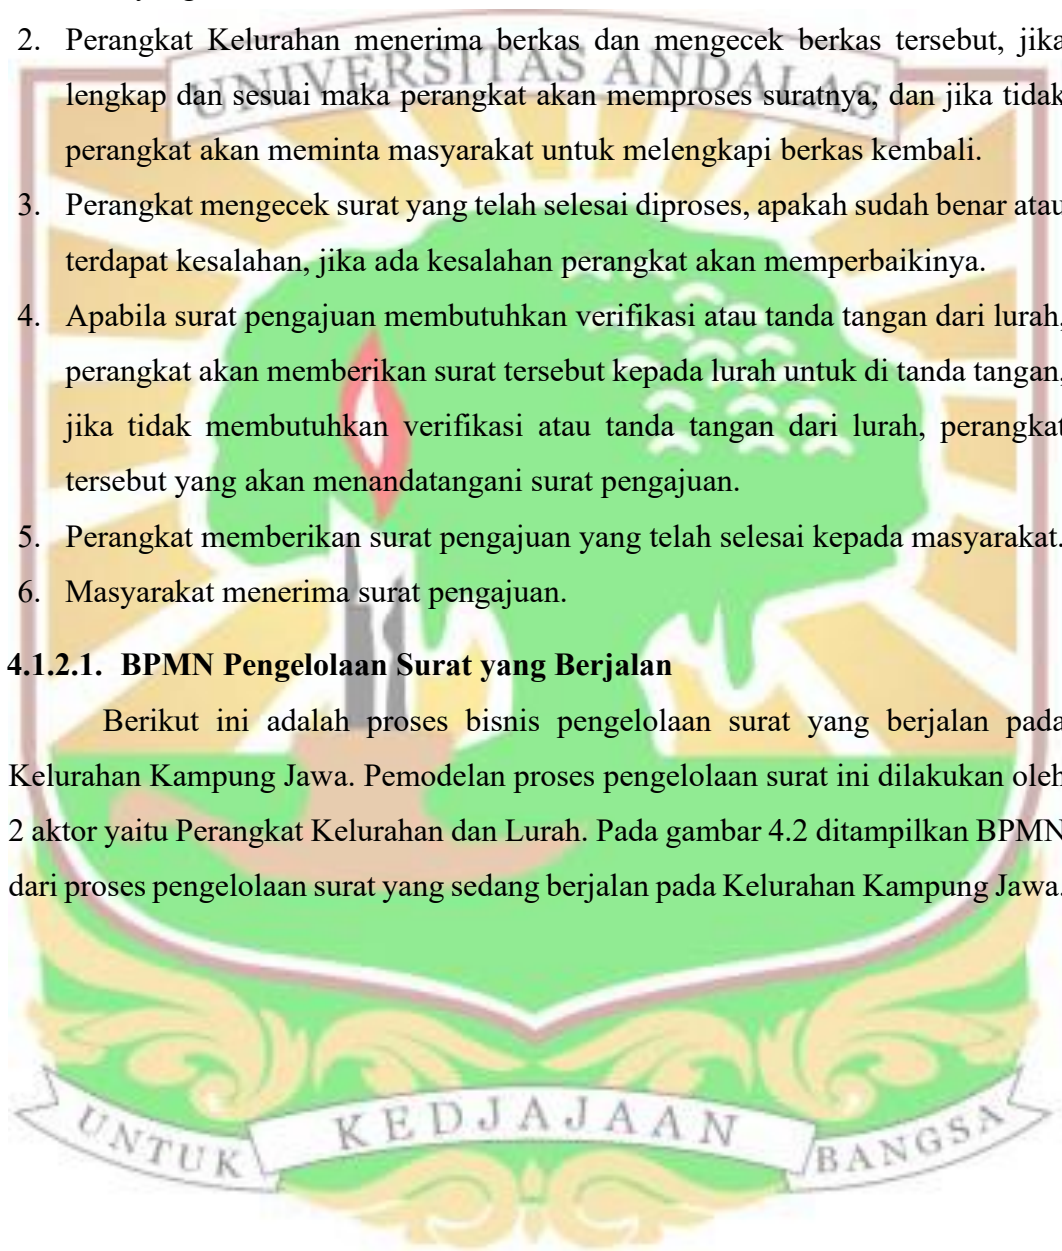 2. Perangkat Kelurahan menerima berkas dan mengecek berkas tersebut, jika
UNIVERSITAS ANDALAS
lengkap dan sesuai maka perangkat akan memproses suratnya, dan jika tidak
perangkat akan meminta masyarakat untuk melengkapi berkas kembali.
3. Perangkat mengecek surat yang telah selesai diproses, apakah sudah benar atau
terdapat kesalahan, jika ada kesalahan perangkat akan memperbaikinya.
4. Apabila surat pengajuan membutuhkan verifikasi atau tanda tangan dari lurah,
perangkat akan memberikan surat tersebut kepada lurah untuk di tanda tangan,
jika tidak membutuhkan verifikasi atau tanda tangan dari lurah, perangkat
tersebut yang akan menandatangani surat pengajuan.
5. Perangkat memberikan surat pengajuan yang telah selesai kepada masyarakat.
6. Masyarakat menerima surat pengajuan.
4.1.2.1. BPMN Pengelolaan Surat yang Berjalan
Berikut ini adalah proses bisnis pengelolaan surat yang berjalan pada
Kelurahan Kampung Jawa. Pemodelan proses pengelolaan surat ini dilakukan oleh
2 aktor yaitu Perangkat Kelurahan dan Lurah. Pada gambar 4.2 ditampilkan BPMN
dari proses pengelolaan surat yang sedang berjalan pada Kelurahan Kampung Jawa.
UNTUK KEDJAJAAN BANGSA